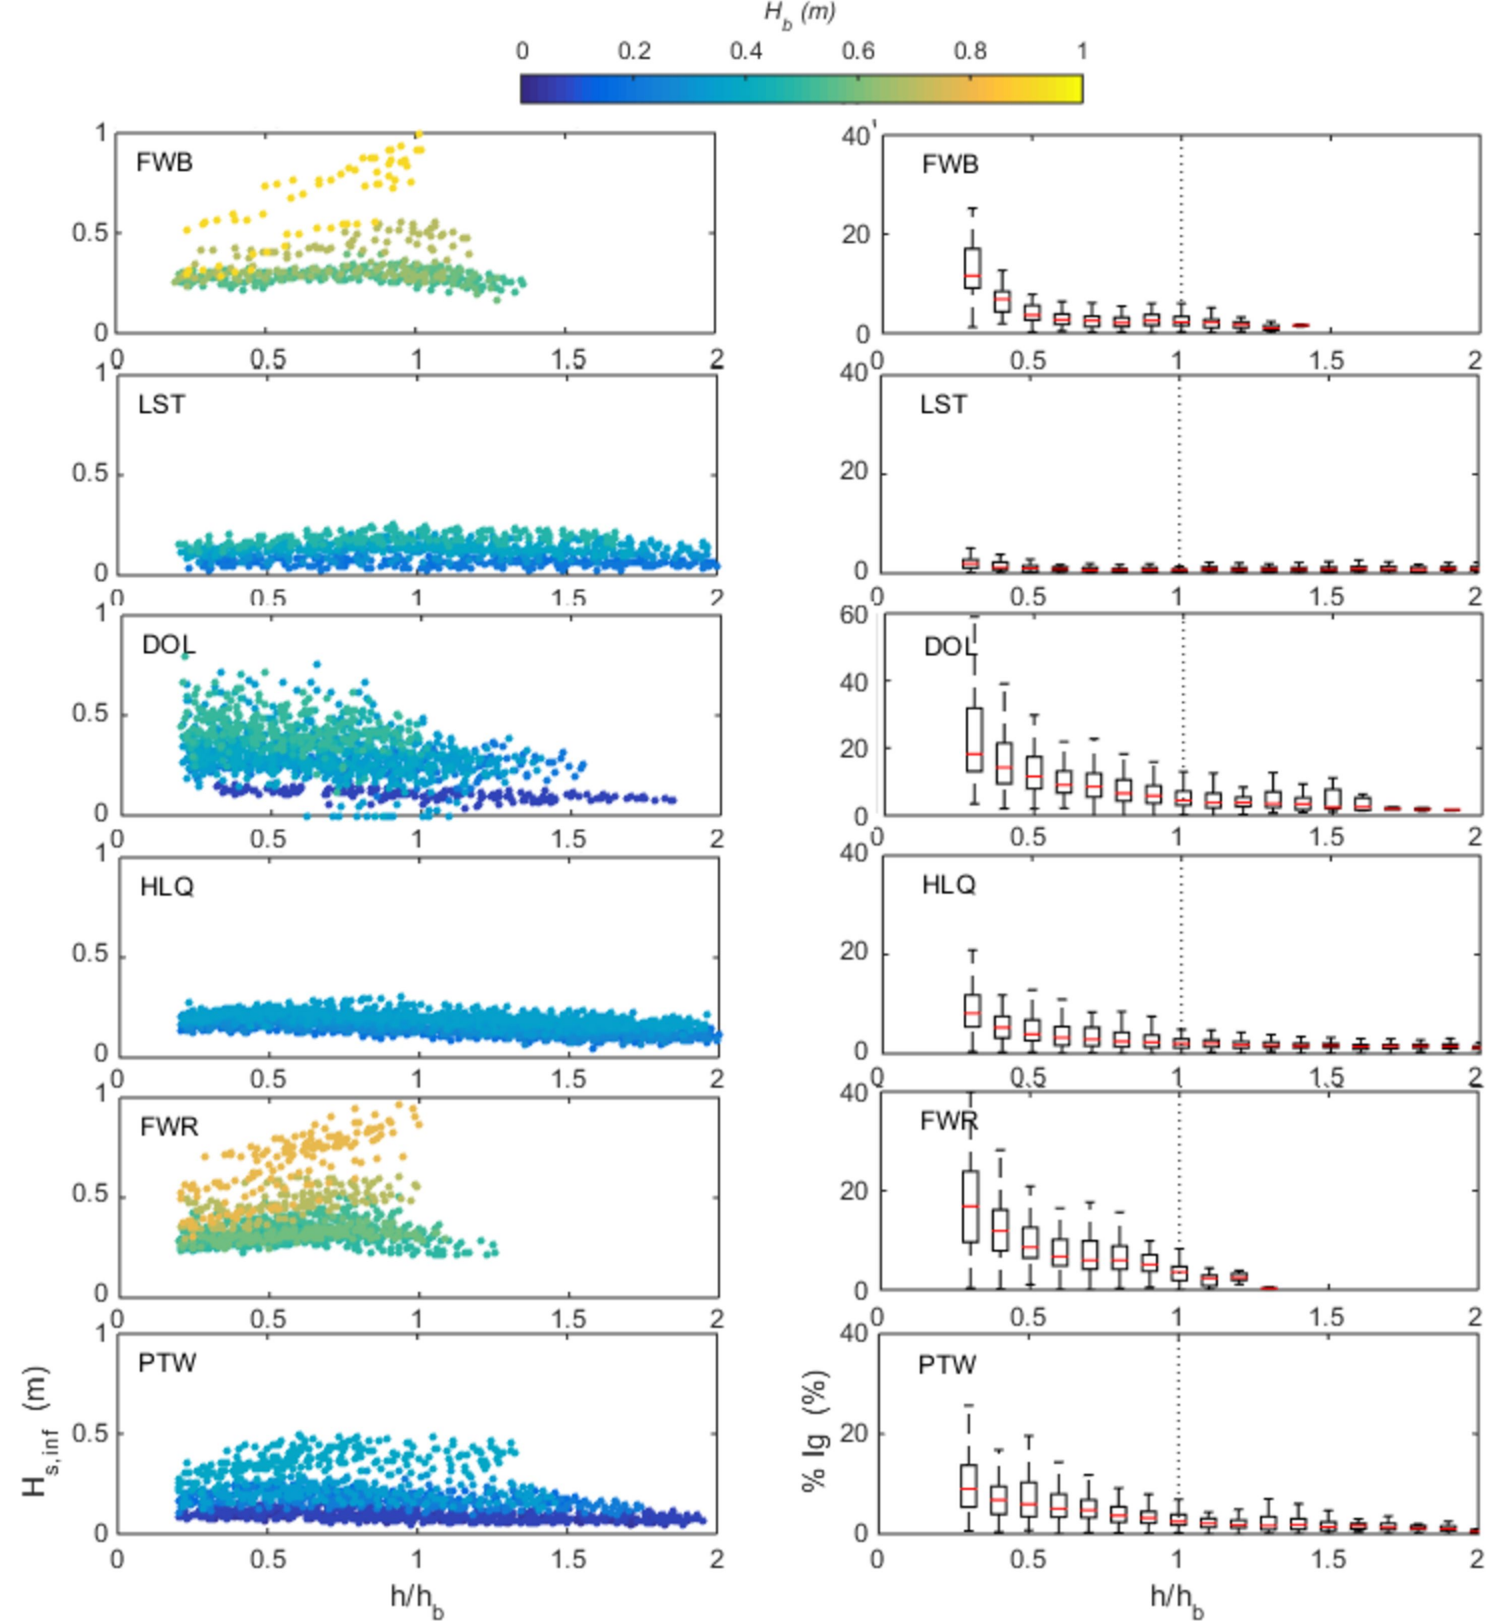 H_b (m)
0 0.2 0.4 0.6 0.8 1
1 0.5 0 FWB 40 20 0 FWB
0 0.5 1 1.5 2 0 0.5 1 1.5 2
1 0.5 0 LST 40 20 0 LST
0 0.5 1 1.5 2 0 0.5 1 1.5 2
1 0.5 0 DOL 60 40 20 0 DOL
0 0.5 1 1.5 2 0 0.5 1 1.5 2
1 0.5 0 HLQ 40 20 0 HLQ
0 0.5 1 1.5 2 0 0.5 1 1.5 2
1 0.5 0 FWR 40 20 0 FWR
0 0.5 1 1.5 2 0 0.5 1 1.5 2
1 0.5 0 PTW 40 20 0 PTW
H_s,inf (m) % Ig (%)
0 0.5 1 1.5 2 0 0.5 1 1.5 2
h/h_b h/h_b